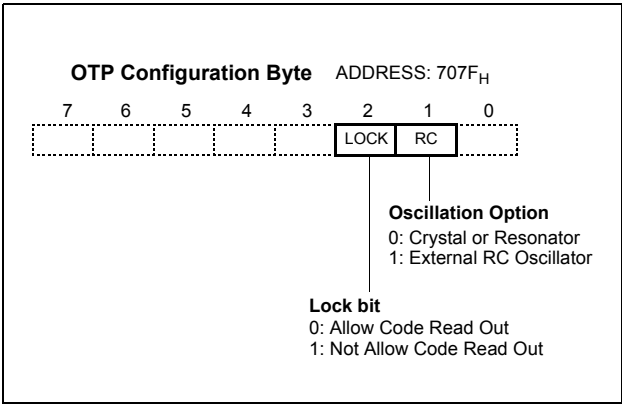 OTP Configuration Byte ADDRESS: 707FH
7 6 5 4 3 2 1 0
LOCK RC
Oscillation Option
0: Crystal or Resonator
1: External RC Oscillator
Lock bit
0: Allow Code Read Out
1: Not Allow Code Read Out